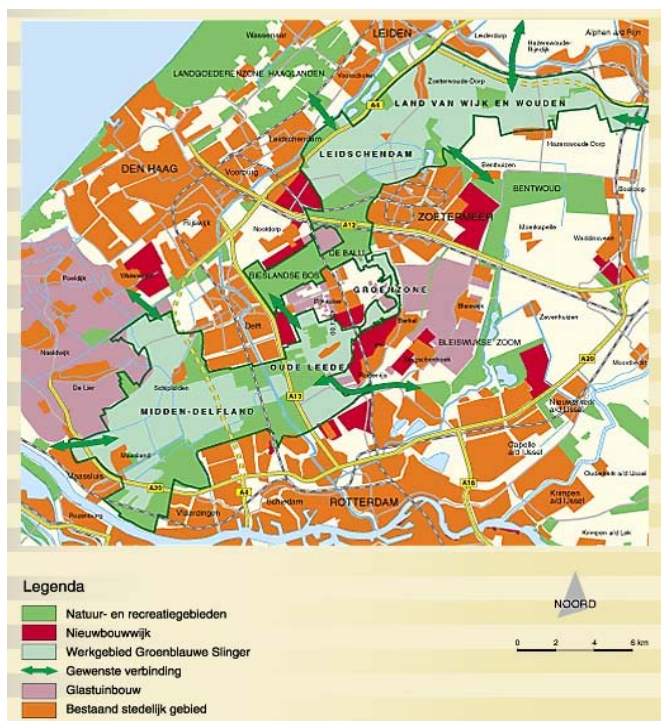 Wassenaar
LEIDEN
Leiderdorp
Hazerswoude-
Rijndijk
Alphen a/d Rijn
LANDGOEDERENZONE HAAGLANDEN
Voorschoten
Zoeterwoude-Dorp
A4
LAND VAN WIJK EN WOUDEN
Leidschendam
LEIDSCHENDAM
Hazerswoude Dorp
DEN HAAG
Voorburg
Benthuizen
BENTWOUD
Boskoop
ZOETERMEER
Rijswijk
Nootdorp
A12
Moerkapelle
Waddinxveen
DE BALIJ
Wateringen
BIESLANDSE BOS
GROENZONE
Poeldijk
Pijnacker
Bleiswijk
Delft
Berkel
Zevenhuizen
Naaldwijk
BLEISWIJKSE ZOOM
A20
Moordrecht
OUDE LEEDE
Rodenrijs
De Lier
Schipluiden
A13
Nieuwerkerk
a/d IJssel
MIDDEN-DELFLAND
Capelle
a/d IJssel
Maasland
Maassluis
A20
A4
A16
Ouderkerk a/d IJssel
Schiedam
ROTTERDAM
Krimpen
a/d IJssel
Rozenburg
Vlaardingen
Krimpen a/d Lek
Legenda
Natuur- en recreatiegebieden
Nieuwbouwwijk
Werkgebied Groenblauwe Slinger
Gewenste verbinding
Glastuinbouw
Bestaand stedelijk gebied
NOORD
0 2 4 6 km